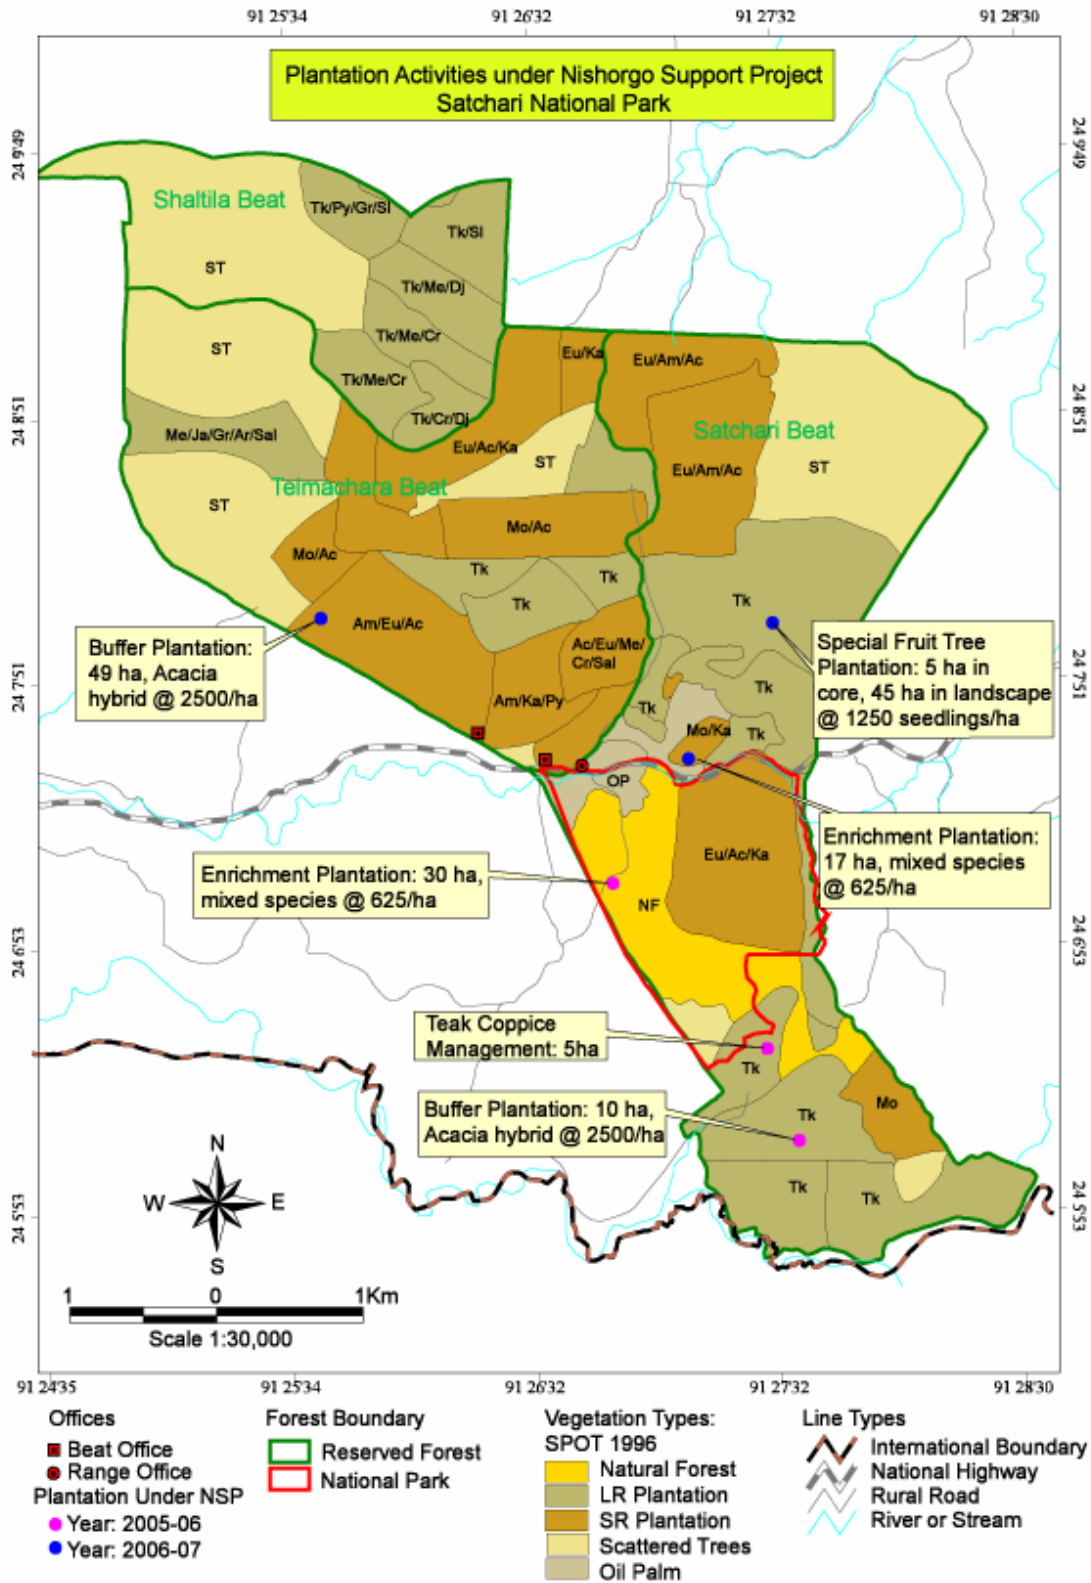 91 25'34
91 26'32
91 27'32
91 28'30
Plantation Activities under Nishorgo Support Project
Satchari National Park
24 9'49
24 9'49
Shaltila Beat
Tk/Py/Gr/Sl
Tk/Sl
ST
Tk/Me/Dj
Tk/Me/Cr
ST
Eu/Ka
Eu/Am/Ac
Tk/Me/Cr
24 8'51
24 8'51
Tk/Cr/Dj
Me/Ja/Gr/Ar/Sal
Eu/Ac/Ka
Satchari Beat
ST
Eu/Am/Ac
ST
Telmachara Beat
ST
Mo/Ac
Mo/Ac
Tk
Tk
Tk
Tk
Am/Eu/Ac
Buffer Plantation:
49 ha, Acacia
hybrid @ 2500/ha
Ac/Eu/Me/
Cr/Sal
Special Fruit Tree
Plantation: 5 ha in
core, 45 ha in landscape
@ 1250 seedlings/ha
24 7'51
24 7'51
Am/Ka/Py
Tk
Tk
Mo/Ka
Tk
OP
Enrichment Plantation:
17 ha, mixed species
@ 625/ha
Eu/Ac/Ka
Enrichment Plantation: 30 ha,
mixed species @ 625/ha
NF
24 6'53
24 6'53
Teak Coppice
Management: 5ha
Tk
Mo
Buffer Plantation: 10 ha,
Acacia hybrid @ 2500/ha
Tk
N
W
E
S
Tk
Tk
24 5'53
24 5'53
1
0
1Km
Scale 1:30,000
91 24'35
91 25'34
91 26'32
91 27'32
91 28'30
Offices
Beat Office
Range Office
Plantation Under NSP
Year: 2005-06
Year: 2006-07
Forest Boundary
Reserved Forest
National Park
Vegetation Types:
SPOT 1996
Natural Forest
LR Plantation
SR Plantation
Scattered Trees
Oil Palm
Line Types
International Boundary
National Highway
Rural Road
River or Stream